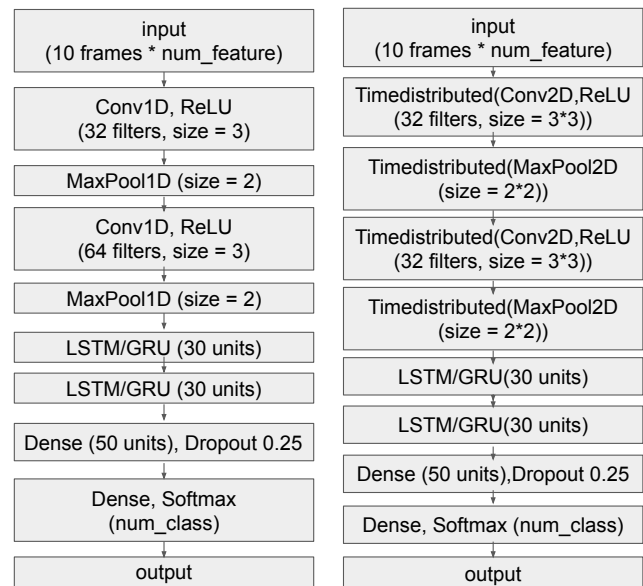 input
(10 frames * num_feature)
Conv1D, ReLU
(32 filters, size = 3)
MaxPool1D (size = 2)
Conv1D, ReLU
(64 filters, size = 3)
MaxPool1D (size = 2)
LSTM/GRU (30 units)
LSTM/GRU (30 units)
Dense (50 units), Dropout 0.25
Dense, Softmax
(num_class)
output
input
(10 frames * num_feature)
Timedistributed(Conv2D,ReLU
(32 filters, size = 3*3))
Timedistributed(MaxPool2D
(size = 2*2))
Timedistributed(Conv2D,ReLU
(32 filters, size = 3*3))
Timedistributed(MaxPool2D
(size = 2*2))
LSTM/GRU(30 units)
LSTM/GRU(30 units)
Dense (50 units),Dropout 0.25
Dense, Softmax (num_class)
output